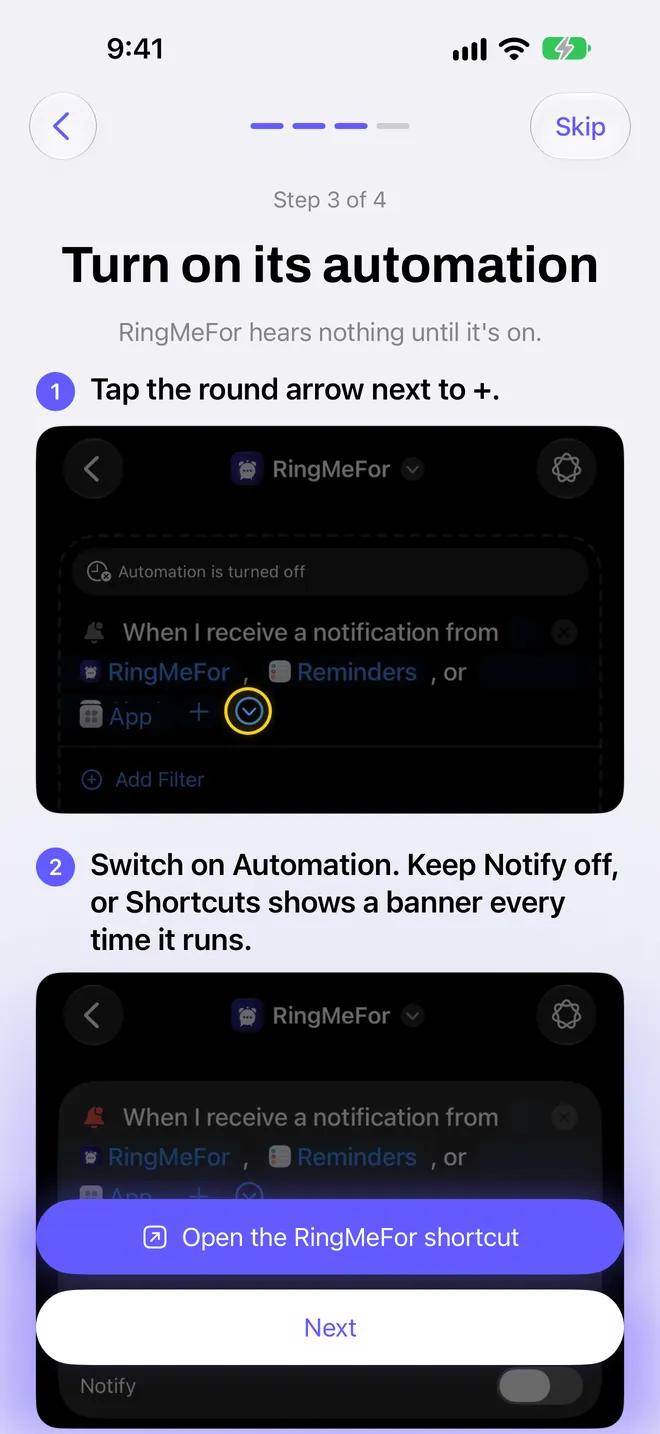 9:41
Skip
Step 3 of 4
Turn on its automation
RingMeFor hears nothing until it's on.
1 Tap the round arrow next to +.
RingMeFor
Automation is turned off
When I receive a notification from
RingMeFor , Reminders , or
App +
Add Filter
2 Switch on Automation. Keep Notify off,
or Shortcuts shows a banner every
time it runs.
RingMeFor
When I receive a notification from
RingMeFor , Reminders , or
App +
Open the RingMeFor shortcut
Next
Notify